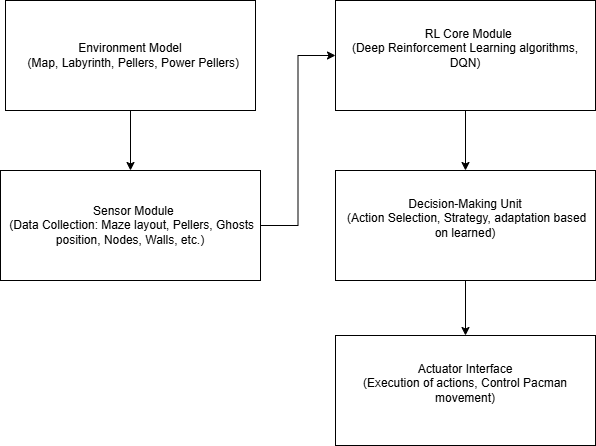 Environment Model
(Map, Labyrinth, Pellers, Power Pellers)
Sensor Module
(Data Collection: Maze layout, Pellers, Ghosts
position, Nodes, Walls, etc.)
RL Core Module
(Deep Reinforcement Learning algorithms,
DQN)
Decision-Making Unit
(Action Selection, Strategy, adaptation based
on learned)
Actuator Interface
(Execution of actions, Control Pacman
movement)